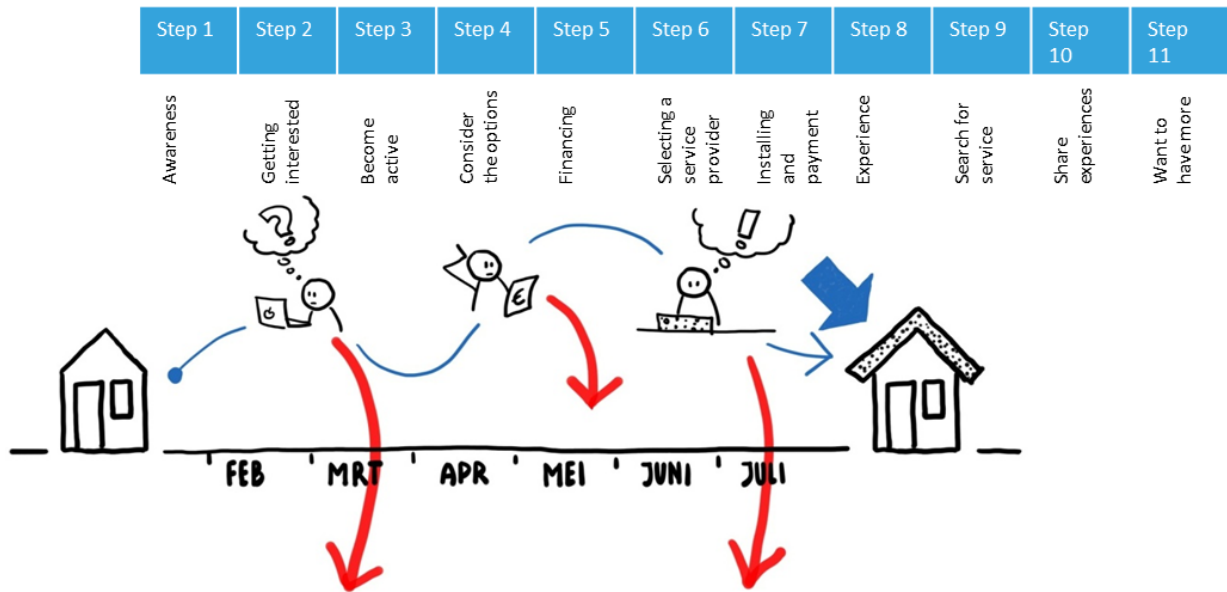 Step 1
Step 2
Step 3
Step 4
Step 5
Step 6
Step 7
Step 8
Step 9
Step
10
Step
11
Awareness
Getting
interested
Become
active
Consider
the options
Financing
Selecting a
service
provider
Installing
and
payment
Experience
Search for
service
Share
experiences
Want to
have more
?
!
€
FEB
MRT
APR
MEI
JUNI
JULI